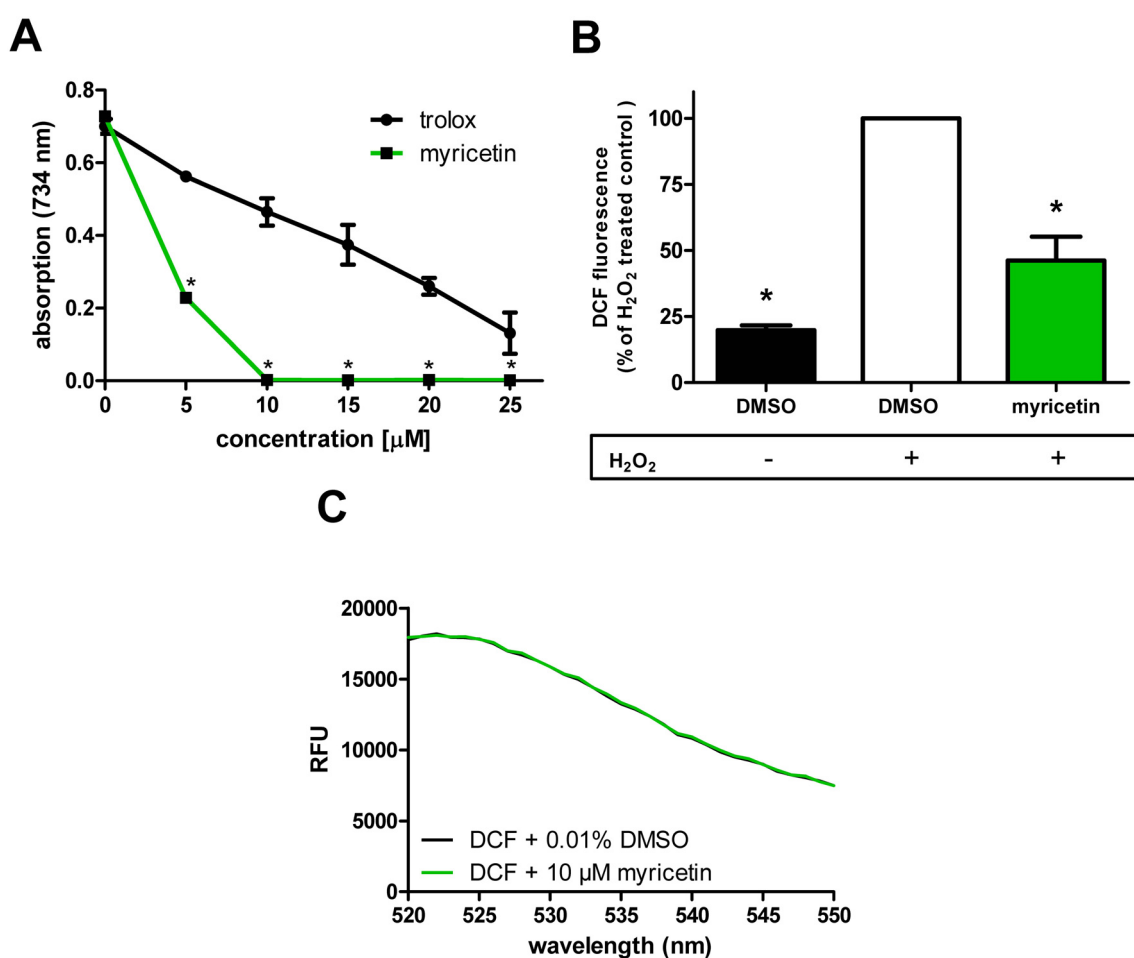 A
absorption (734 nm)
0.8
0.6
0.4
0.2
0.0
0 5 10 15 20 25
concentration [μM]
trolox
myricetin
*
* * * *
B
DCF fluorescence
(% of H₂O₂ treated control )
100
75
50
25
0
*
*
DMSO DMSO myricetin
H₂O₂ - + +
C
RFU
20000
15000
10000
5000
0
DCF + 0.01% DMSO
DCF + 10 µM myricetin
520 525 530 535 540 545 550
wavelength (nm)